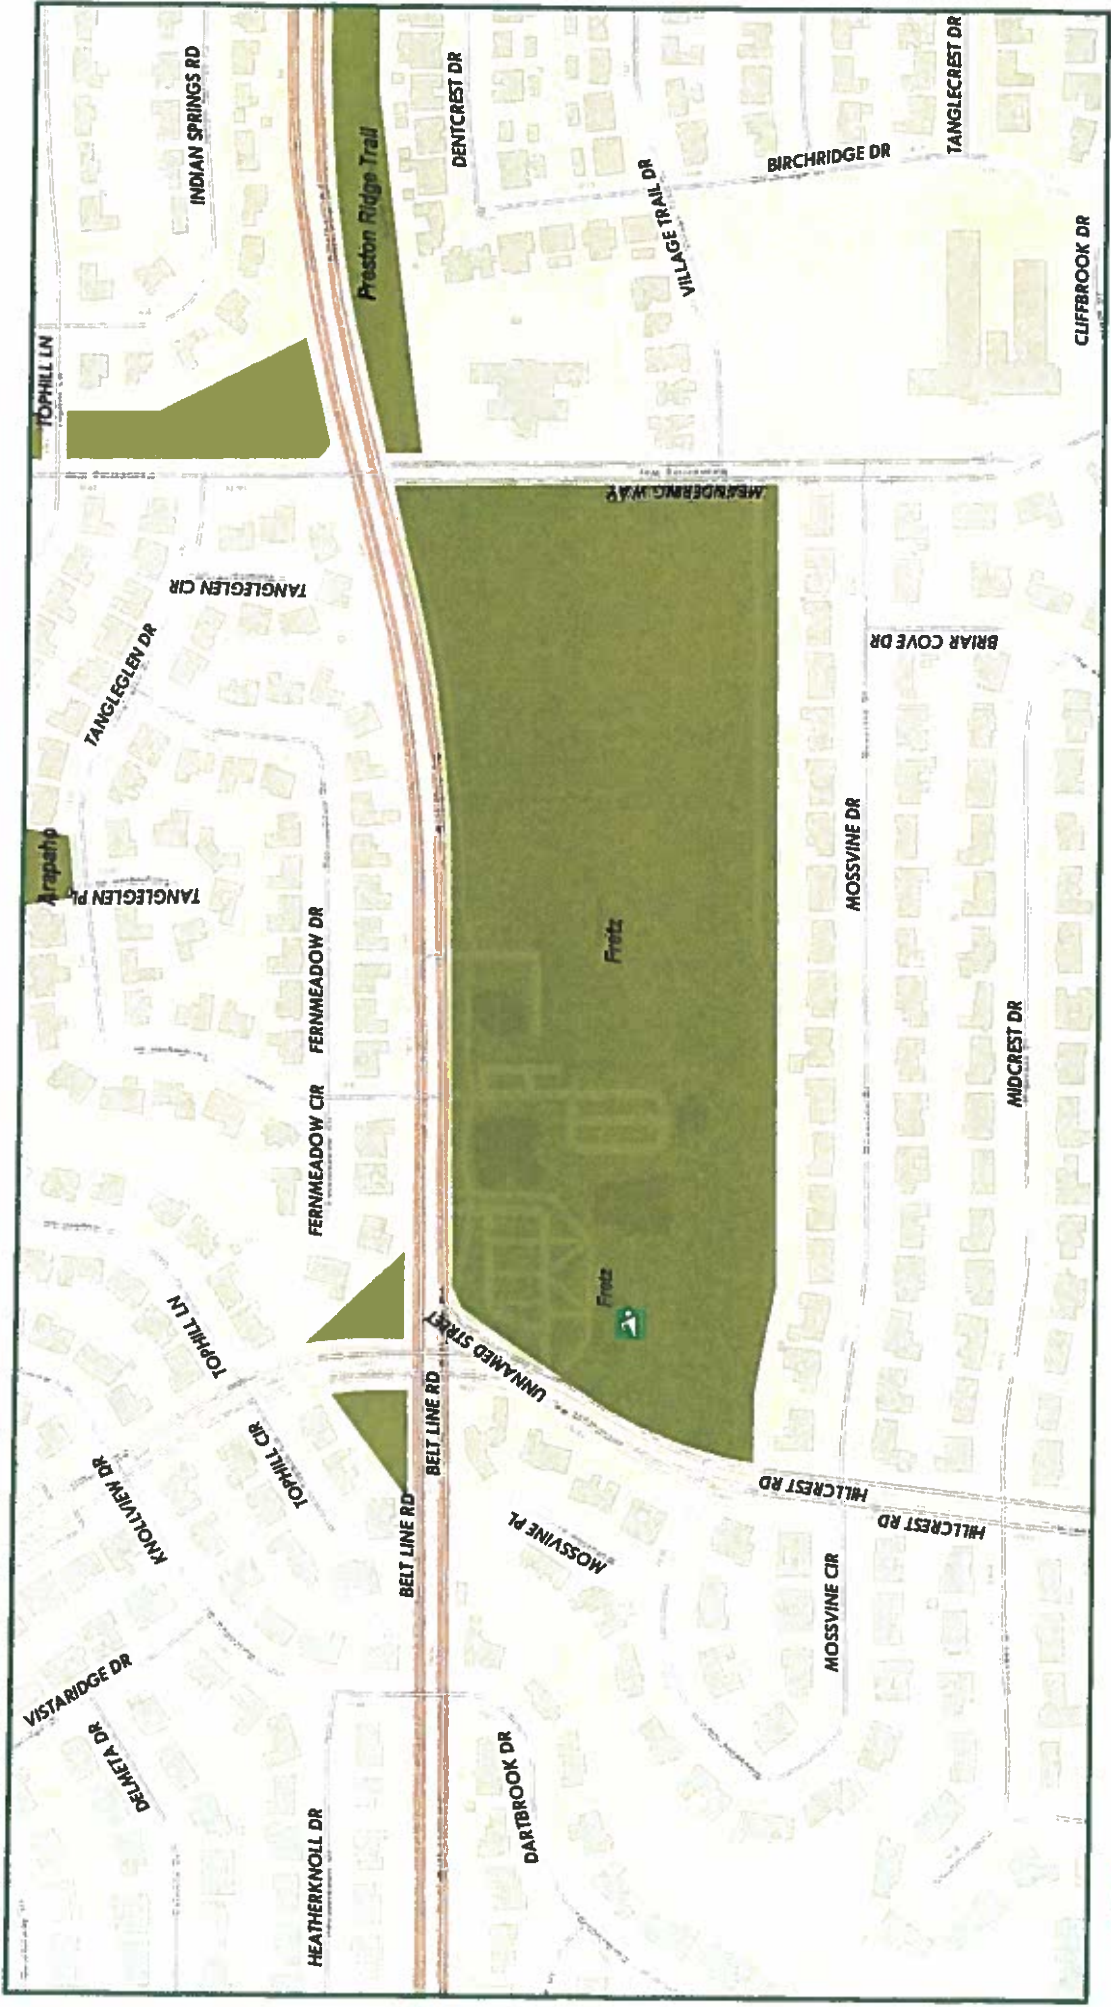 INDIAN SPRINGS RD
DENTCREST DR
TANGLECREST DR
Preston Ridge Trail
BIRCHRIDGE DR
VILLAGE TRAIL DR
CLIFFBROOK DR
TOPHILL LN
MEANDERING WAY
TANGLEGLEN CIR
TANGLEGLEN DR
BRIAR COVE DR
Arapaho
TANGLEGLEN PL
MOSSVINE DR
FERNMEADOW DR
Fretz
MIDCREST DR
FERNMEADOW CIR
Fretz
TOPHILL LN
UNNAMED STREET
BELT LINE RD
TOPHILL CIR
KNOLLVIEW DR
BELT LINE RD
HILLCREST RD
HILLCREST RD
MOSSVINE PL
MOSSVINE CIR
VISTARIDGE DR
DELMETA DR
DARTBROOK DR
HEATHERKNOLL DR